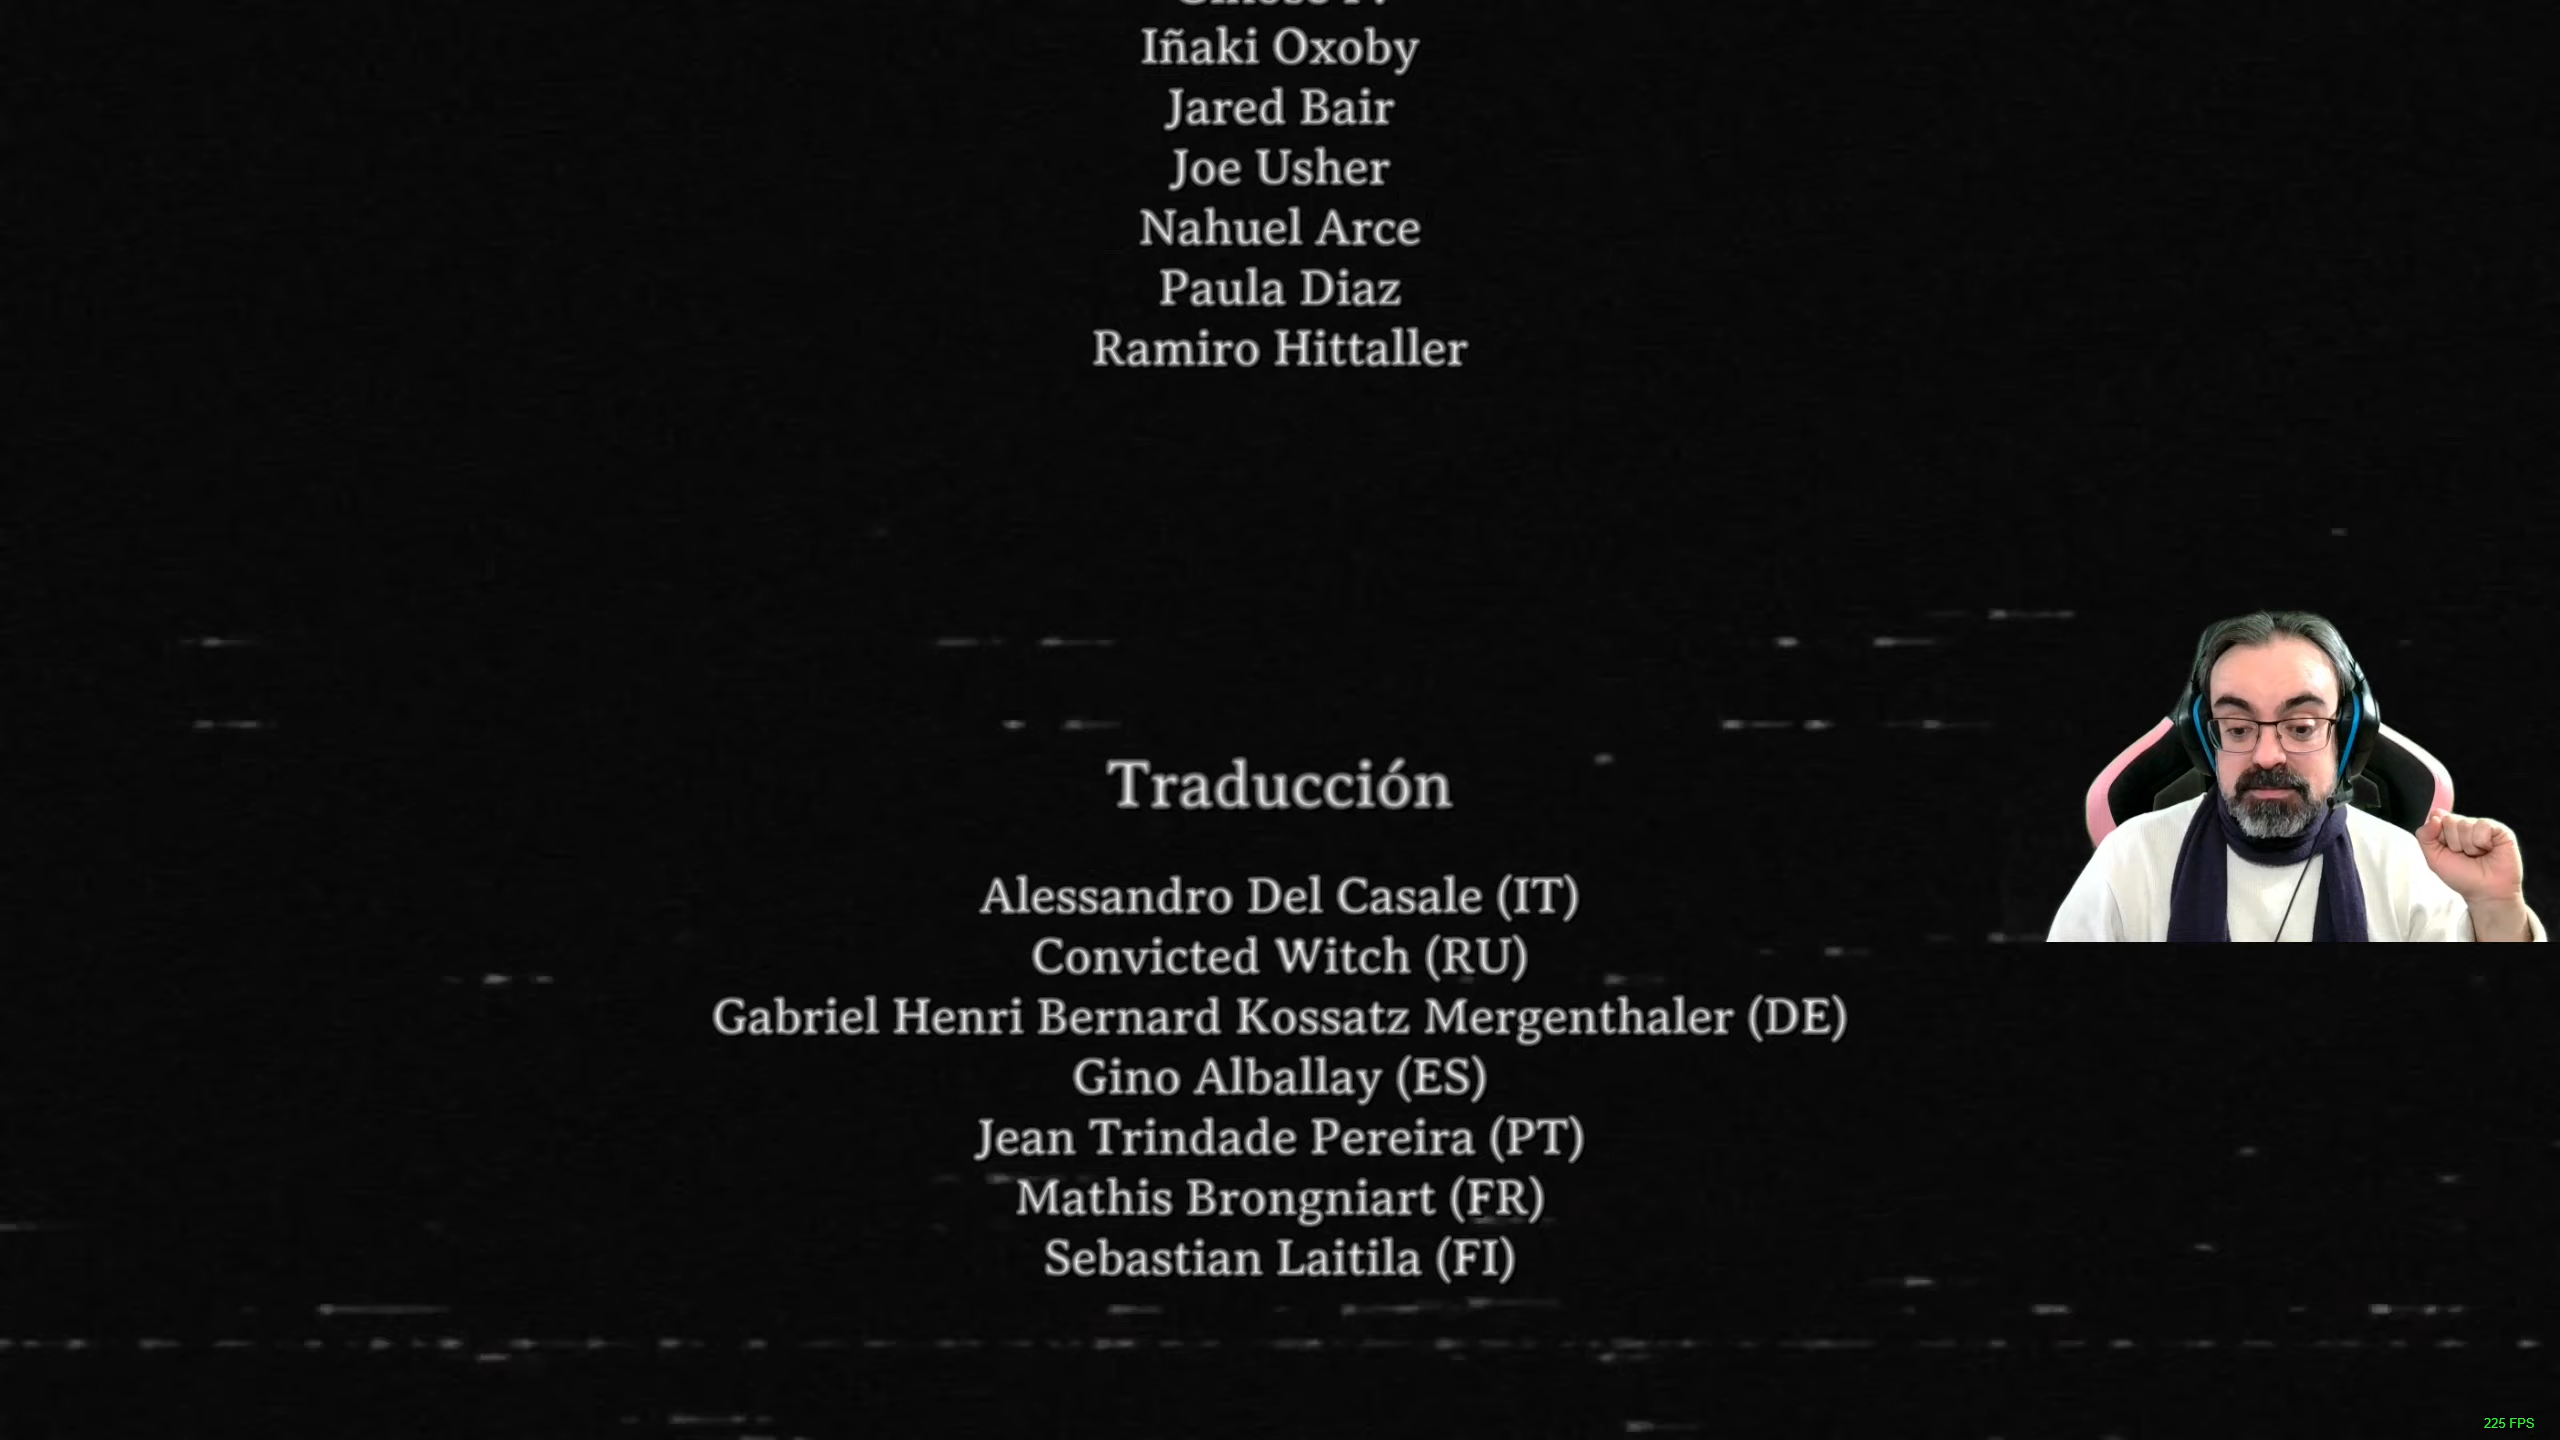 Iñaki Oxoby
Jared Bair
Joe Usher
Nahuel Arce
Paula Diaz
Ramiro Hittaller
Traducción
Alessandro Del Casale (IT)
Convicted Witch (RU)
Gabriel Henri Bernard Kossatz Mergenthaler (DE)
Gino Alballay (ES)
Jean Trindade Pereira (PT)
Mathis Brongniart (FR)
Sebastian Laitila (FI)
225 FPS